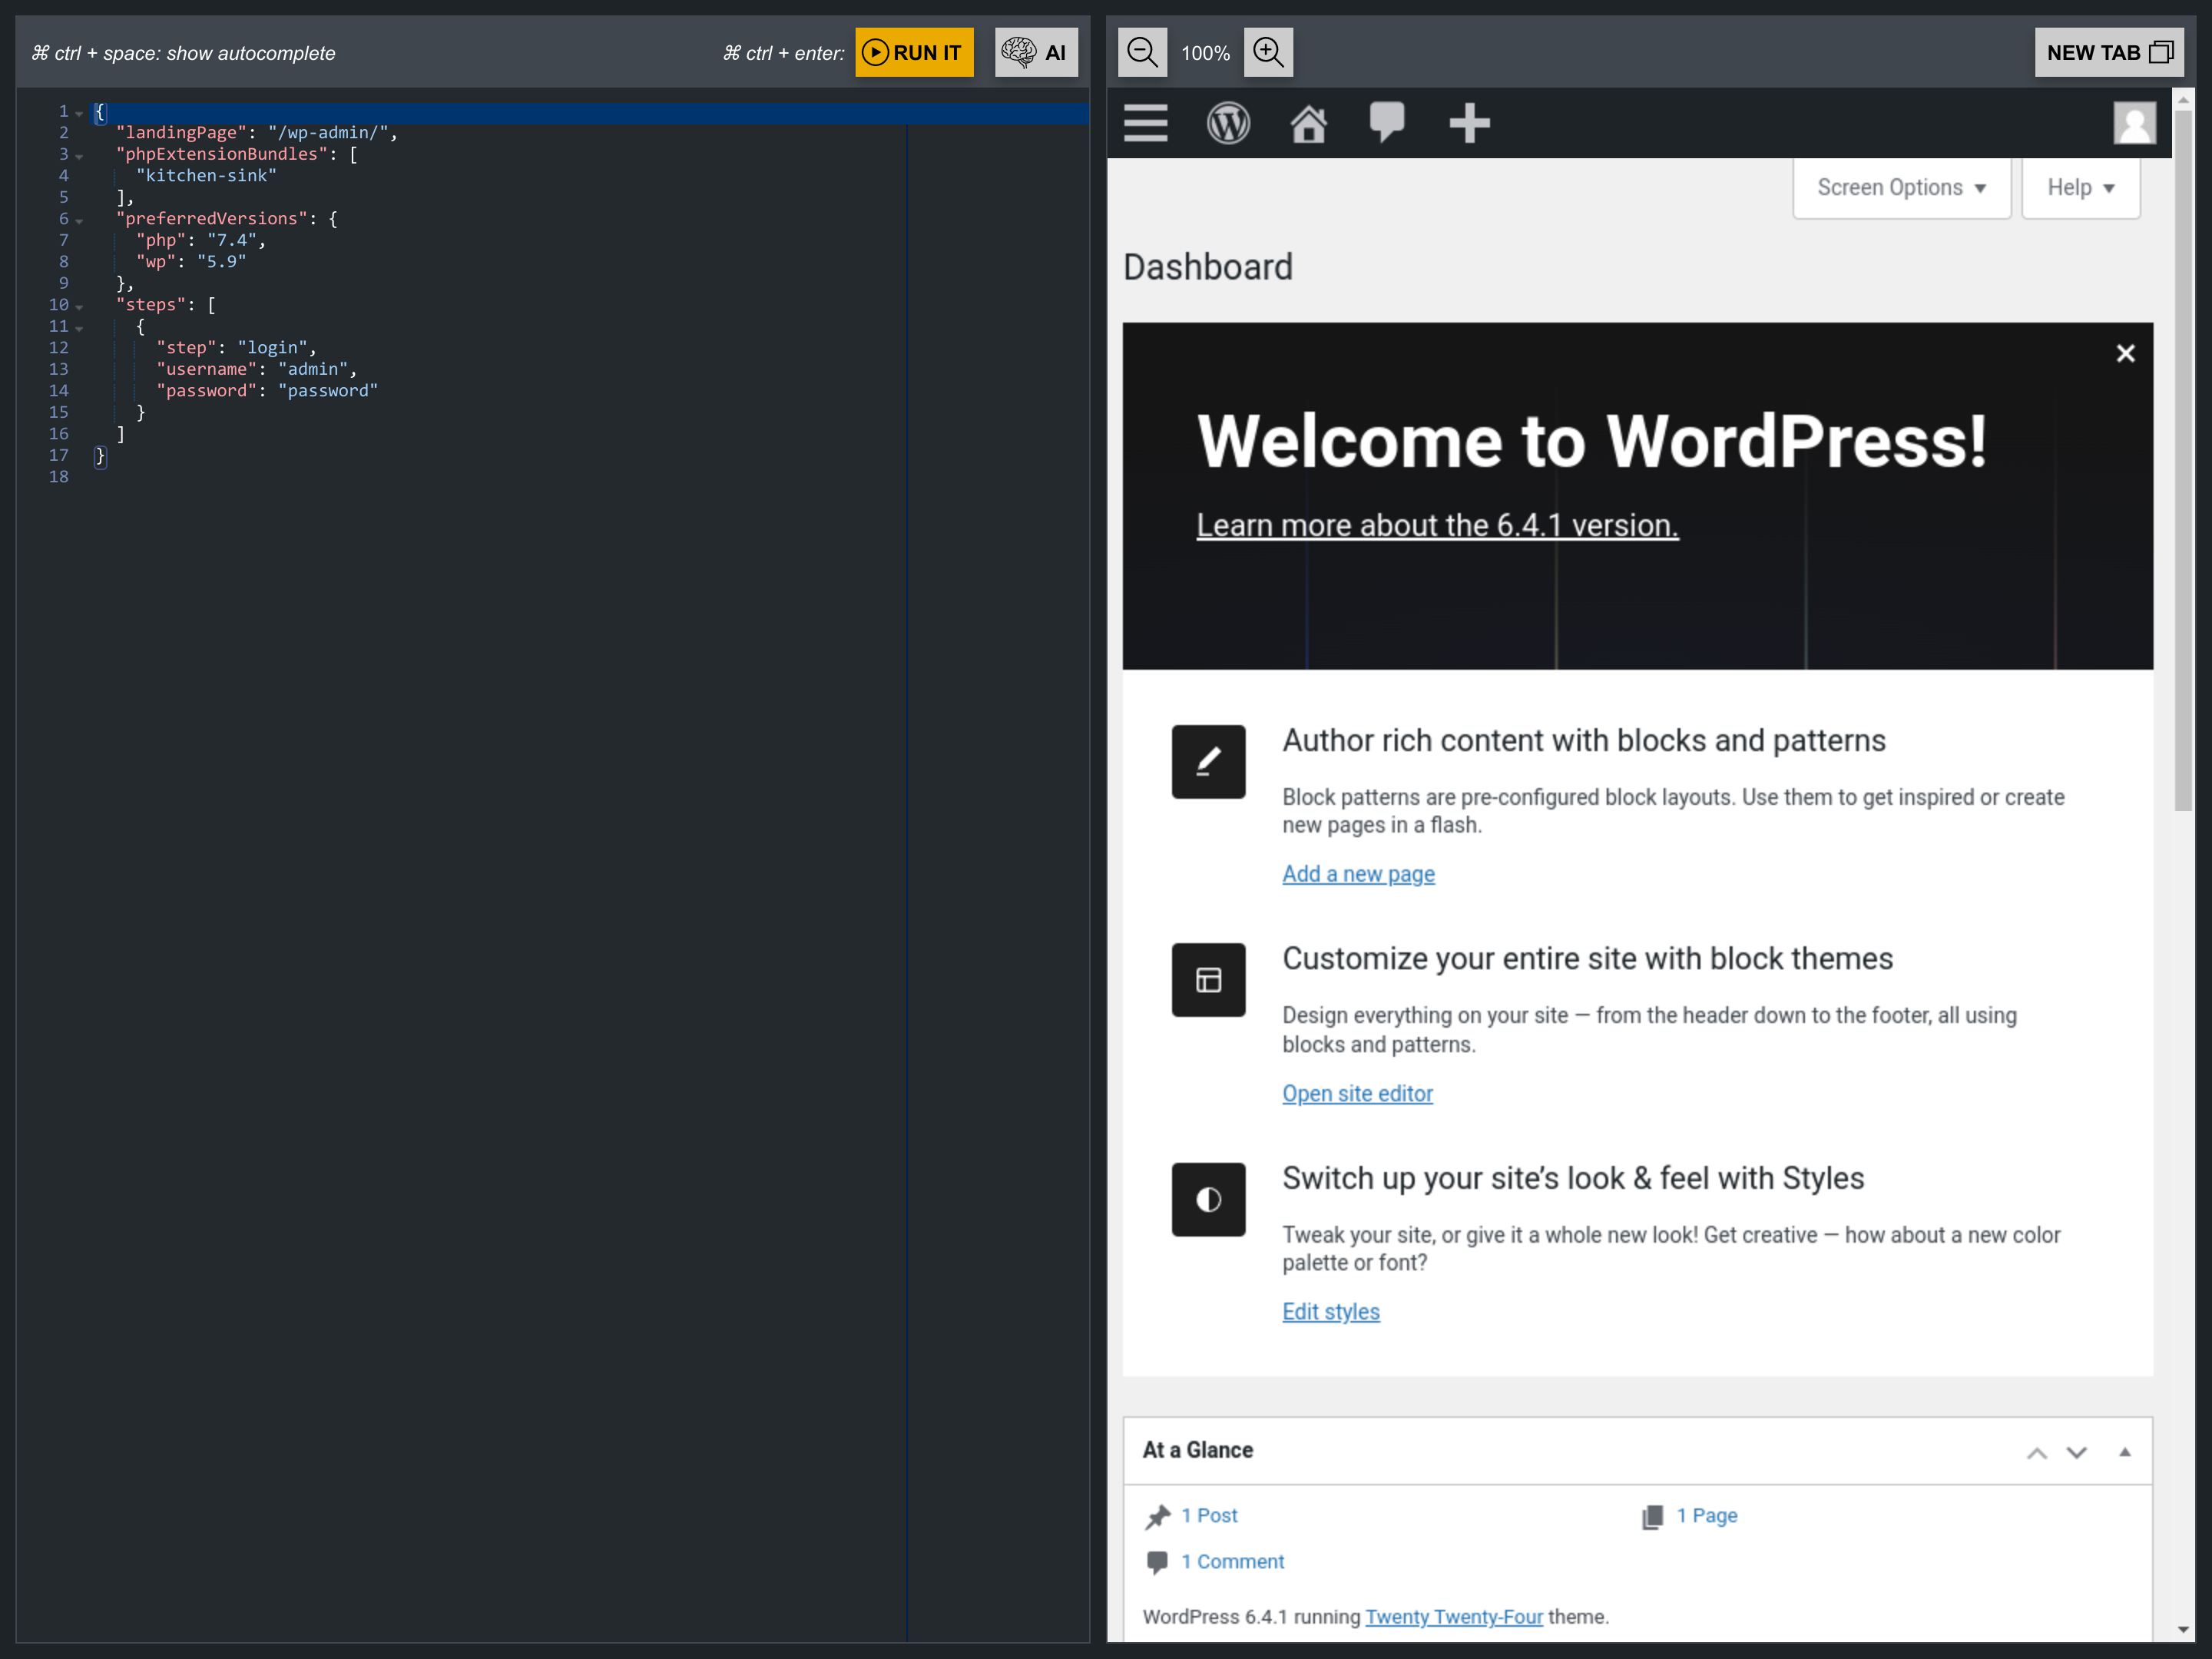 ⌘ ctrl + space: show autocomplete
⌘ ctrl + enter:
RUN IT
AI
1 {
2 "landingPage": "/wp-admin/",
3 "phpExtensionBundles": [
4 "kitchen-sink"
5 ],
6 "preferredVersions": {
7 "php": "7.4",
8 "wp": "5.9"
9 },
10 "steps": [
11 {
12 "step": "login",
13 "username": "admin",
14 "password": "password"
15 }
16 ]
17 }
18
100%
NEW TAB
Screen Options ▼
Help ▼
Dashboard
Welcome to WordPress!
Learn more about the 6.4.1 version.
Author rich content with blocks and patterns
Block patterns are pre-configured block layouts. Use them to get inspired or create
new pages in a flash.
Add a new page
Customize your entire site with block themes
Design everything on your site — from the header down to the footer, all using
blocks and patterns.
Open site editor
Switch up your site’s look & feel with Styles
Tweak your site, or give it a whole new look! Get creative — how about a new color
palette or font?
Edit styles
At a Glance
1 Post
1 Page
1 Comment
WordPress 6.4.1 running Twenty Twenty-Four theme.